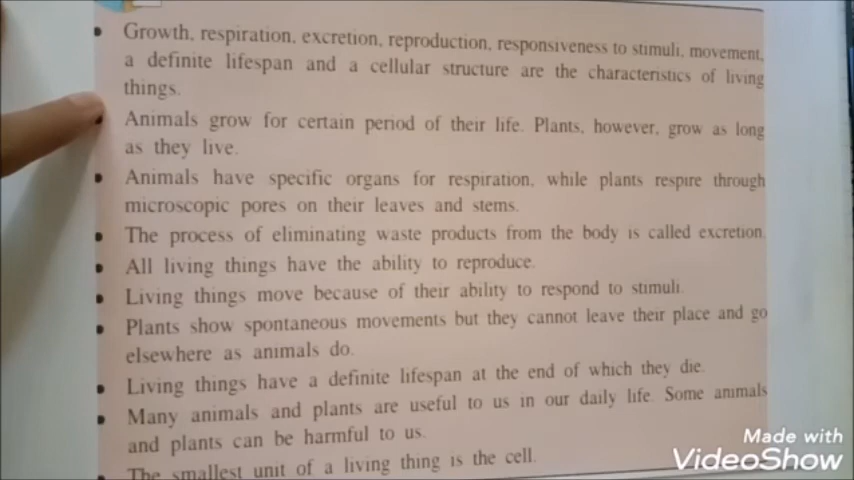 • Growth, respiration, excretion, reproduction, responsiveness to stimuli, movement,
a definite lifespan and a cellular structure are the characteristics of living
things.
• Animals grow for certain period of their life. Plants, however, grow as long
as they live.
• Animals have specific organs for respiration, while plants respire through
microscopic pores on their leaves and stems.
• The process of eliminating waste products from the body is called excretion.
• All living things have the ability to reproduce.
• Living things move because of their ability to respond to stimuli.
• Plants show spontaneous movements but they cannot leave their place and go
elsewhere as animals do.
• Living things have a definite lifespan at the end of which they die.
• Many animals and plants are useful to us in our daily life. Some animals
and plants can be harmful to us.
• The smallest unit of a living thing is the cell.
Made with
VideoShow